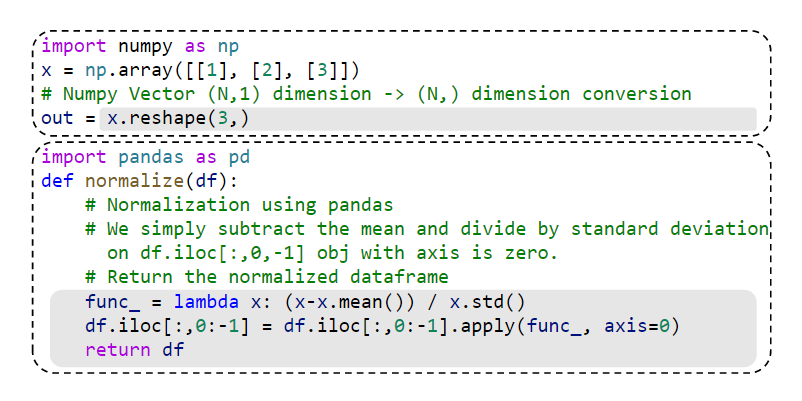 import numpy as np
x = np.array([[1], [2], [3]])
# Numpy Vector (N,1) dimension -> (N,) dimension conversion
out = x.reshape(3,)
import pandas as pd
def normalize(df):
    # Normalization using pandas
    # We simply subtract the mean and divide by standard deviation
      on df.iloc[:,0,-1] obj with axis is zero.
    # Return the normalized dataframe
    func_ = lambda x: (x-x.mean()) / x.std()
    df.iloc[:,0:-1] = df.iloc[:,0:-1].apply(func_, axis=0)
    return df